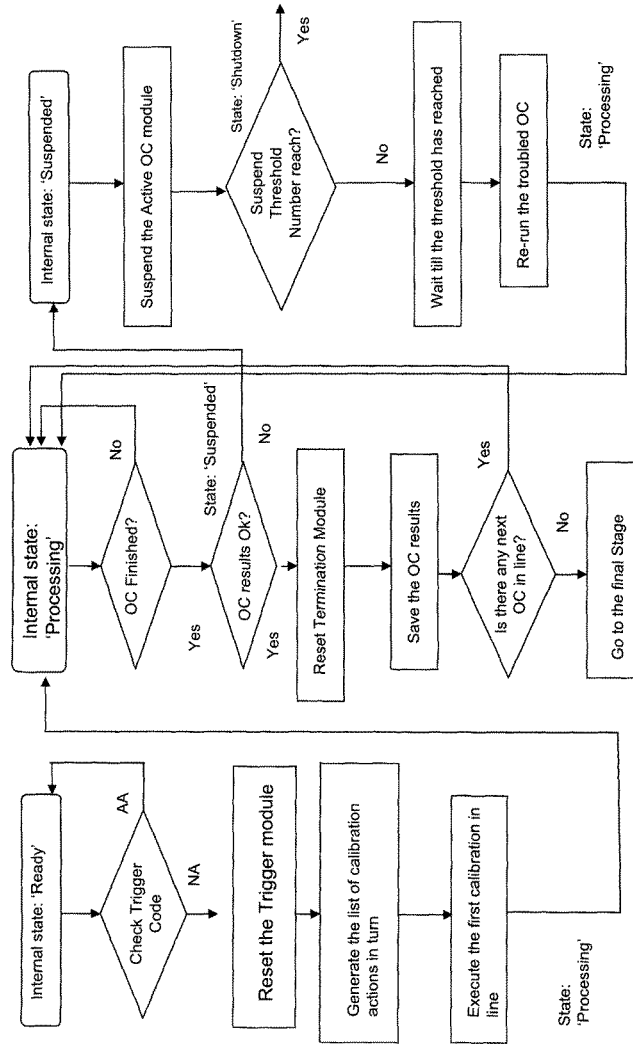 Internal state: 'Ready'
AA
Check Trigger
Code
NA
Reset the Trigger module
Generate the list of calibration
actions in turn
Execute the first calibration in
line
State:
'Processing'
Internal state:
'Processing'
No
OC Finished?
Yes
State: 'Suspended'
OC results Ok?
No
Yes
Reset Termination Module
Save the OC results
Is there any next
OC in line?
Yes
No
Go to the final Stage
Internal state: 'Suspended'
Suspend the Active OC module
State: 'Shutdown'
Suspend
Threshold
Number reach?
Yes
No
Wait till the threshold has reached
Re-run the troubled OC
State:
'Processing'